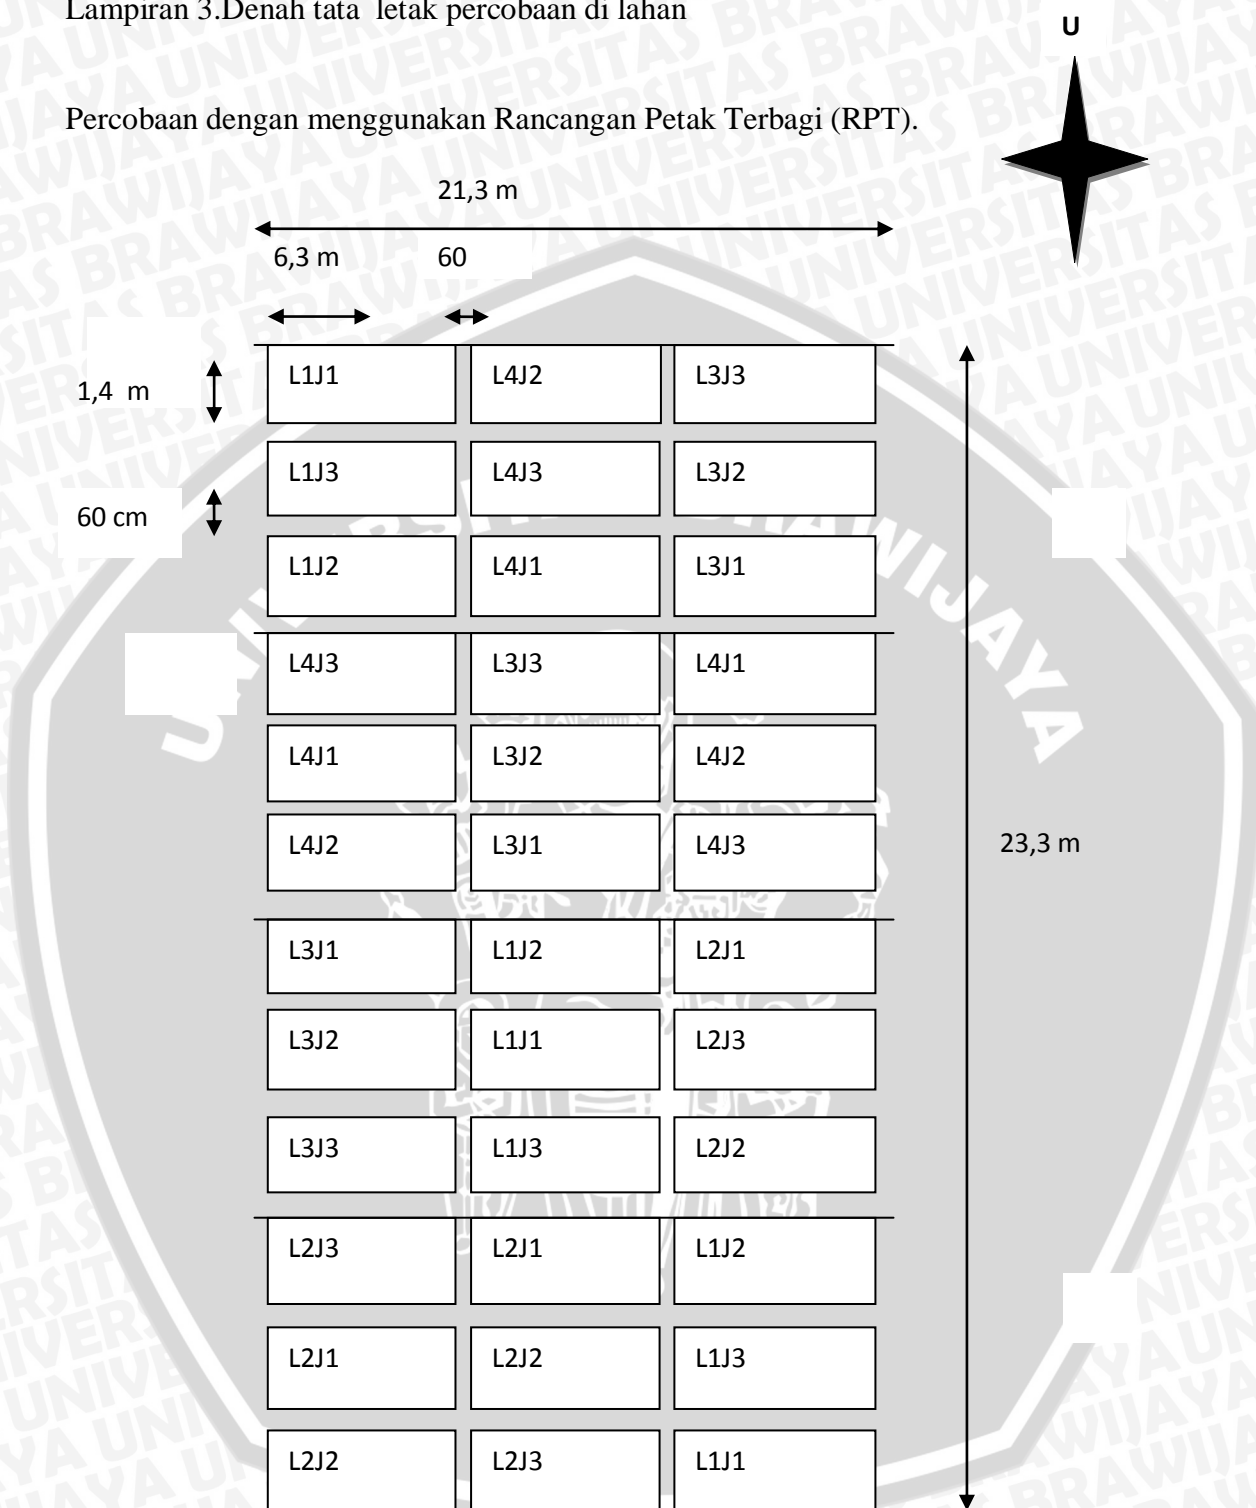 Lampiran 3.Denah tata letak percobaan di lahan
U
Percobaan dengan menggunakan Rancangan Petak Terbagi (RPT).
21,3 m
6,3 m 60
1,4 m
L1J1 L4J2 L3J3
L1J3 L4J3 L3J2
60 cm
L1J2 L4J1 L3J1
L4J3 L3J3 L4J1
L4J1 L3J2 L4J2
L4J2 L3J1 L4J3
23,3 m
L3J1 L1J2 L2J1
L3J2 L1J1 L2J3
L3J3 L1J3 L2J2
L2J3 L2J1 L1J2
L2J1 L2J2 L1J3
L2J2 L2J3 L1J1
UNIVERSITAS BRAWIJAYA